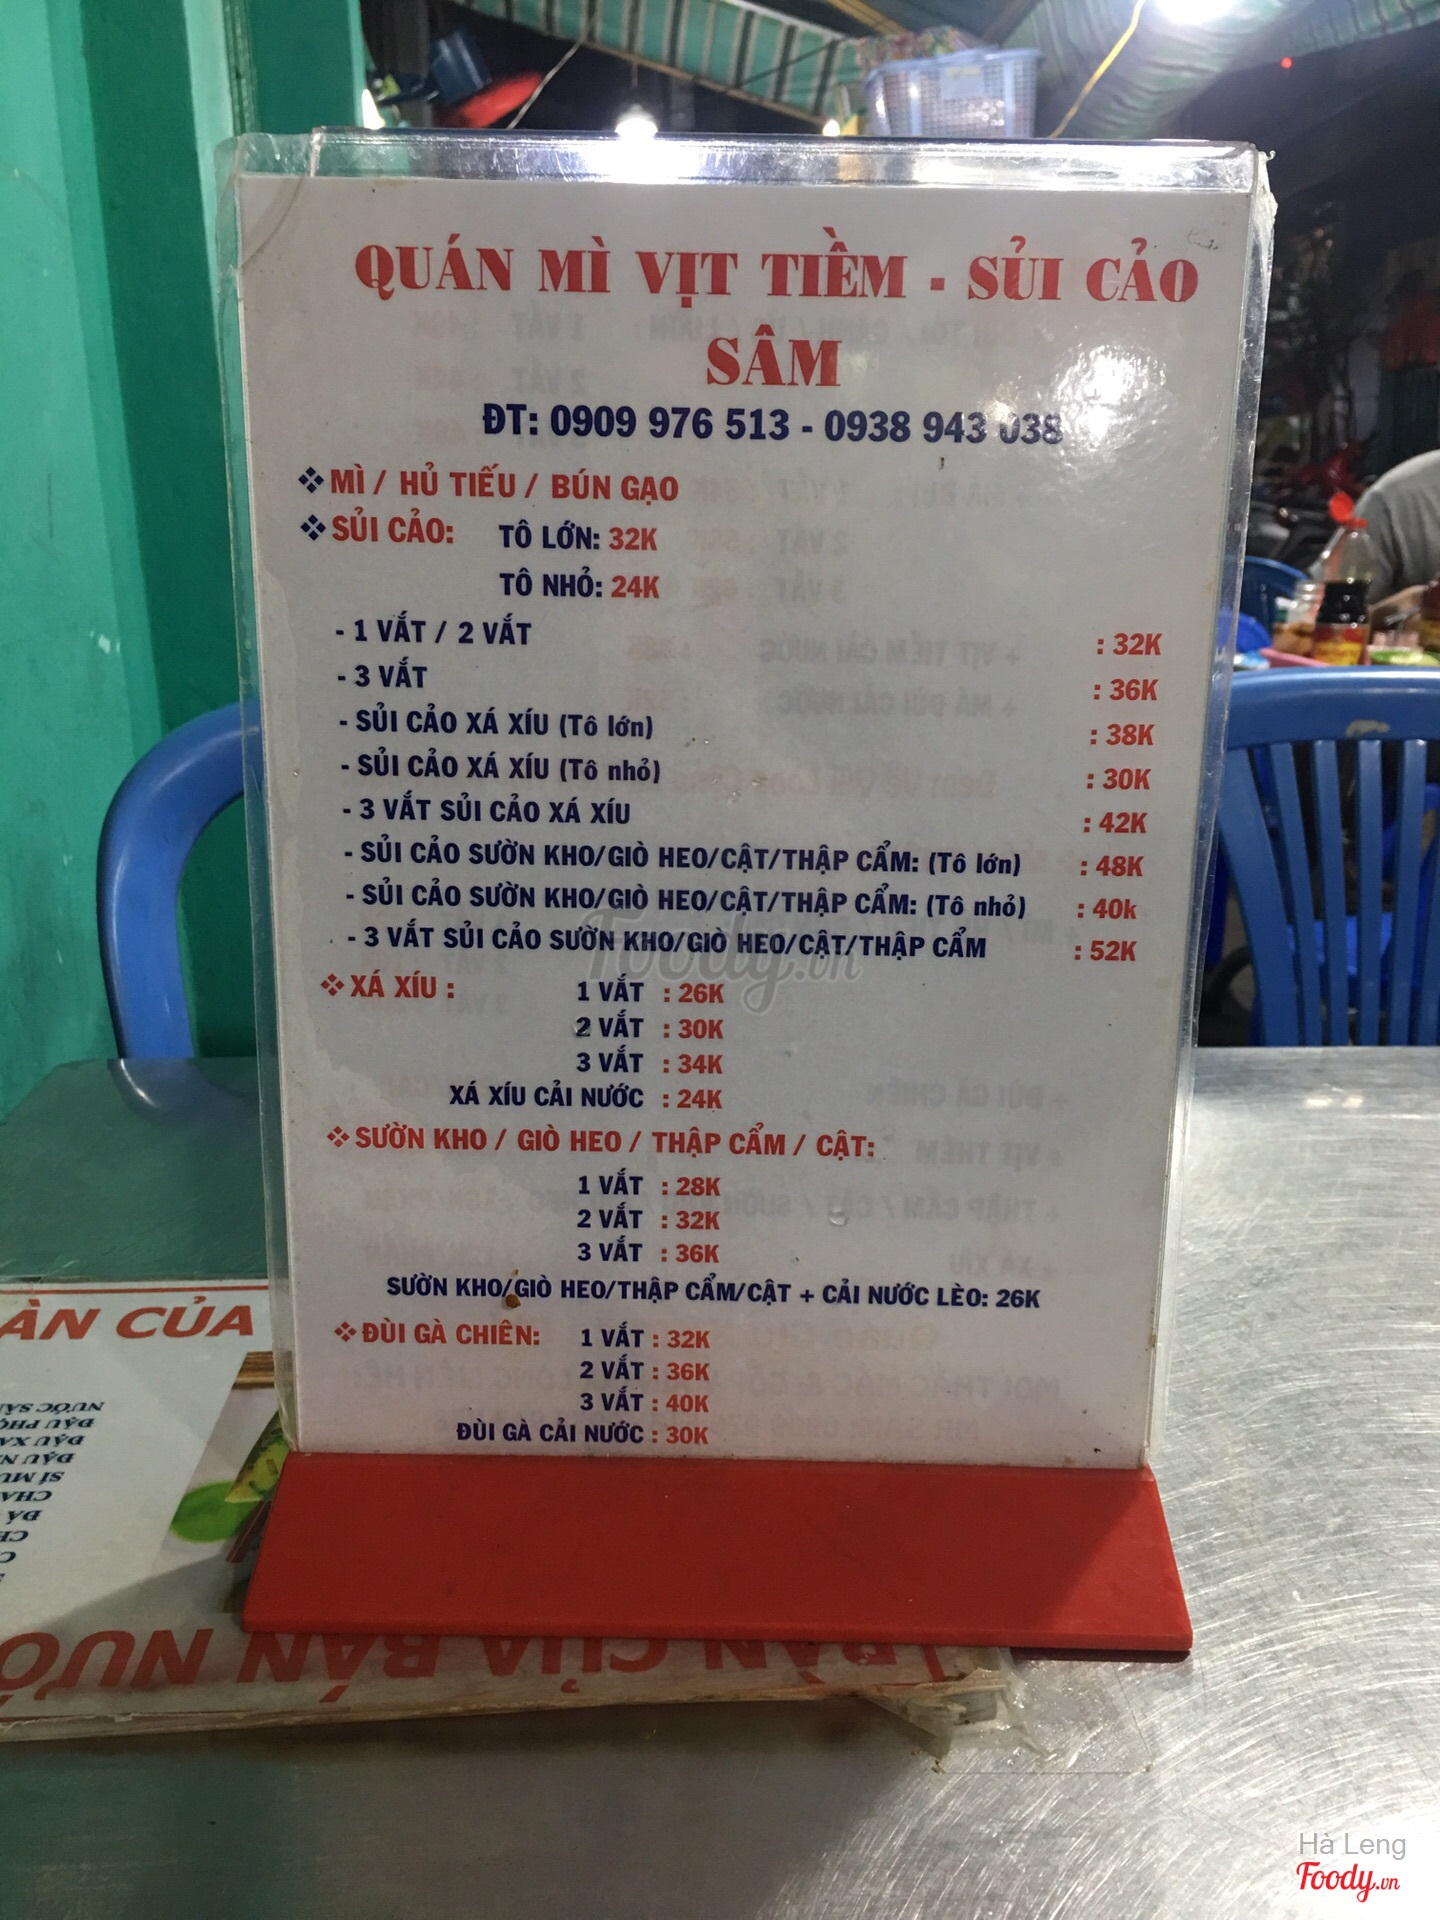 QUÁN MÌ VỊT TIỀM - SỦI CẢO
SÂM
ĐT: 0909 976 513 - 0938 943 038
❖ MÌ / HỦ TIẾU / BÚN GẠO
❖ SỦI CẢO: TÔ LỚN: 32K
TÔ NHỎ: 24K
- 1 VẮT / 2 VẮT : 32K
- 3 VẮT : 36K
- SỦI CẢO XÁ XÍU (Tô lớn) : 38K
- SỦI CẢO XÁ XÍU (Tô nhỏ) : 30K
- 3 VẮT SỦI CẢO XÁ XÍU : 42K
- SỦI CẢO SƯỜN KHO/GIÒ HEO/CẬT/THẬP CẨM: (Tô lớn) : 48K
- SỦI CẢO SƯỜN KHO/GIÒ HEO/CẬT/THẬP CẨM: (Tô nhỏ) : 40k
- 3 VẮT SỦI CẢO SƯỜN KHO/GIÒ HEO/CẬT/THẬP CẨM : 52K
❖ XÁ XÍU : 1 VẮT : 26K
2 VẮT : 30K
3 VẮT : 34K
XÁ XÍU CẢI NƯỚC : 24K
❖ SƯỜN KHO / GIÒ HEO / THẬP CẨM / CẬT:
1 VẮT : 28K
2 VẮT : 32K
3 VẮT : 36K
SƯỜN KHO/GIÒ HEO/THẬP CẨM/CẬT + CẢI NƯỚC LÈO: 26K
❖ ĐÙI GÀ CHIÊN: 1 VẮT : 32K
2 VẮT : 36K
3 VẮT : 40K
ĐÙI GÀ CẢI NƯỚC : 30K
Foody.vn
ÀN CỦA
BÀN CỦA BÁN NƯỚ
Hà Leng
Foody.vn